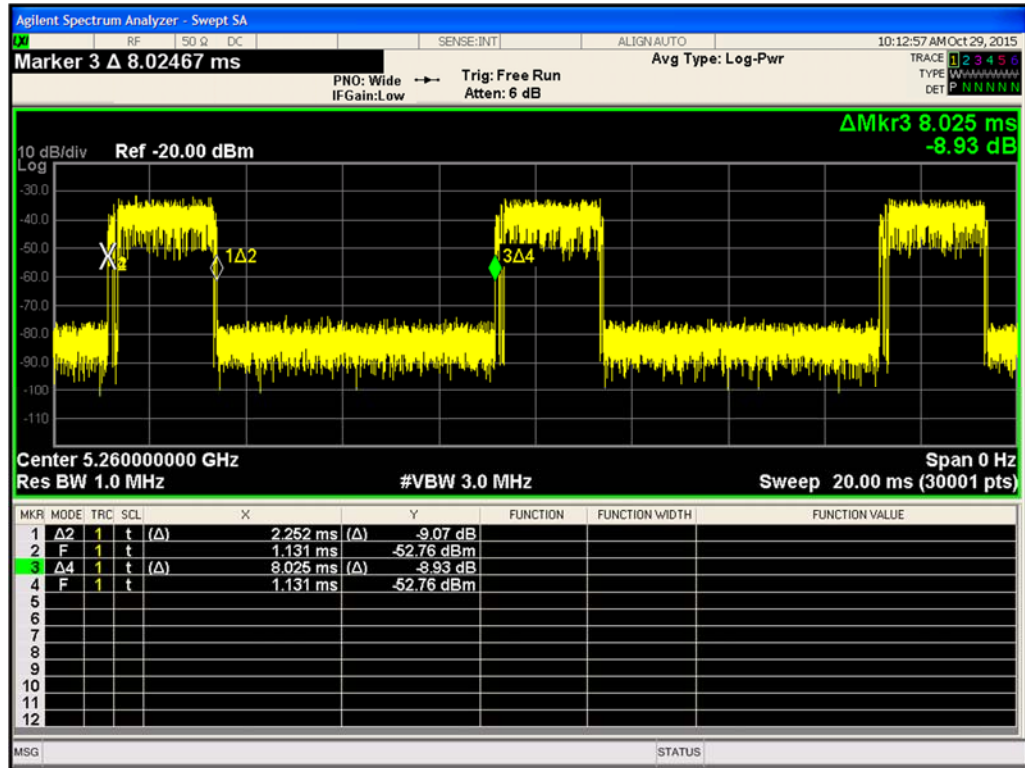 Agilent Spectrum Analyzer - Swept SA
LXI RF 50 Ω DC SENSE:INT ALIGN AUTO 10:12:57 AM Oct 29, 2015
Marker 3 Δ 8.02467 ms Avg Type: Log-Pwr TRACE 1 2 3 4 5 6
PNO: Wide Trig: Free Run TYPE
IFGain:Low Atten: 6 dB DET P N N N N N
ΔMkr3 8.025 ms
10 dB/div Ref -20.00 dBm -8.93 dB
Log
-30.0
-40.0
-50.0
1Δ2 3Δ4
-60.0
-70.0
-80.0
-90.0
-100
-110
Center 5.260000000 GHz Span 0 Hz
Res BW 1.0 MHz #VBW 3.0 MHz Sweep 20.00 ms (30001 pts)
MKR MODE TRC SCL X Y FUNCTION FUNCTION WIDTH FUNCTION VALUE
1 Δ2 1 t (Δ) 2.252 ms (Δ) -9.07 dB
2 F 1 t 1.131 ms -52.76 dBm
3 Δ4 1 t (Δ) 8.025 ms (Δ) -8.93 dB
4 F 1 t 1.131 ms -52.76 dBm
5
6
7
8
9
10
11
12
MSG STATUS